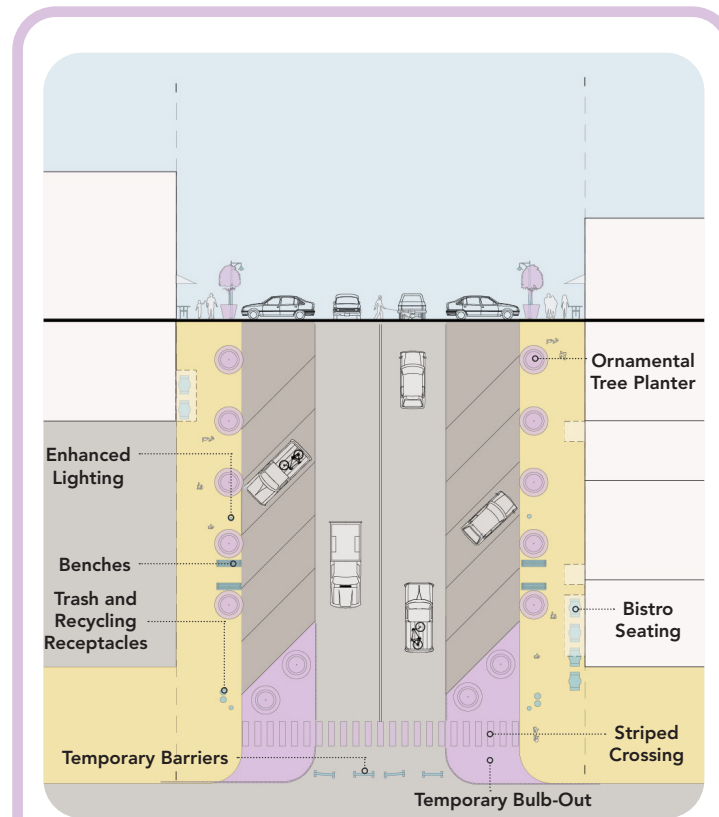 Ornamental
Tree Planter
Enhanced
Lighting
Benches
Trash and
Recycling
Receptacles
Bistro
Seating
Striped
Crossing
Temporary Barriers
Temporary Bulb-Out